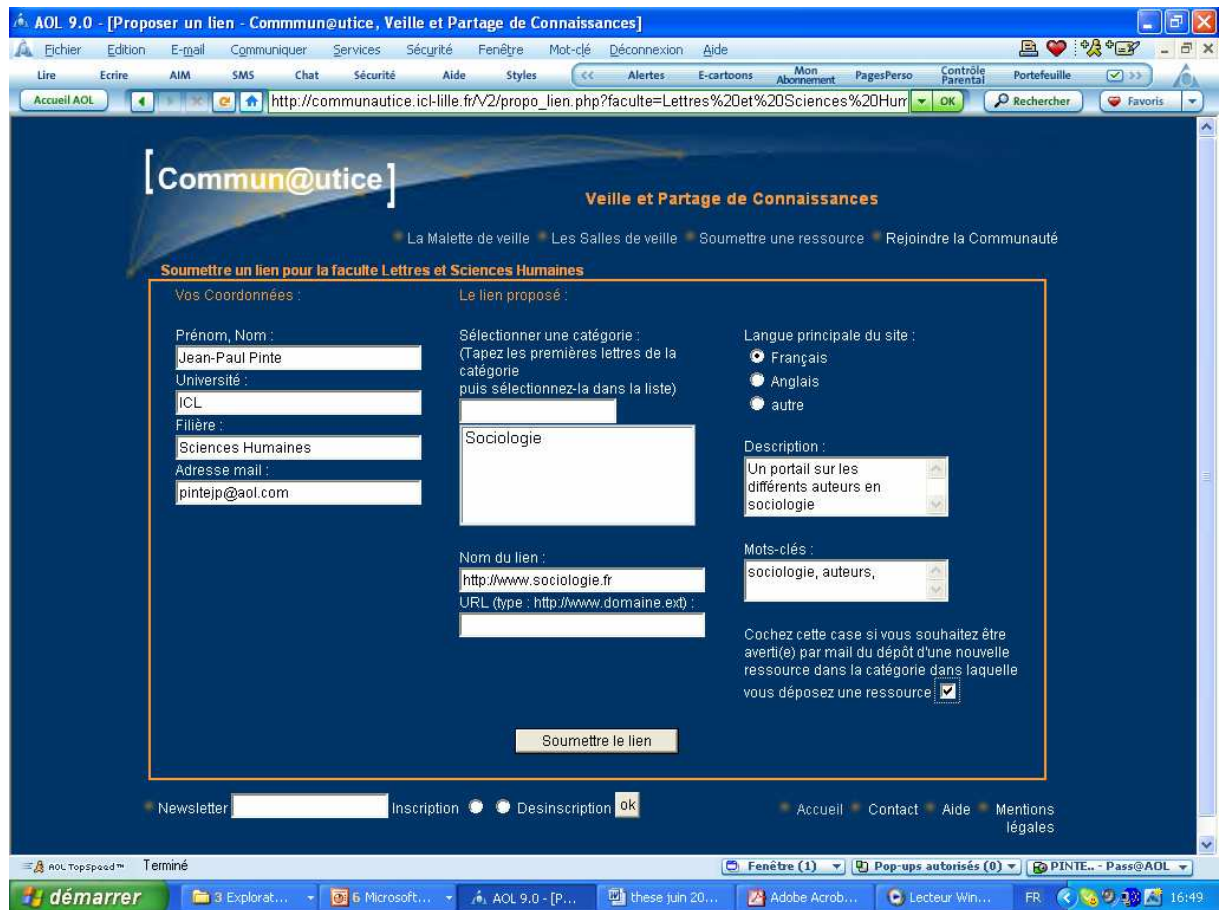 AOL 9.0 - [Proposer un lien - Commmun@utice, Veille et Partage de Connaissances]
Fichier Edition E-mail Communiquer Services Sécurité Fenêtre Mot-clé Déconnexion Aide
Lire Ecrire AIM SMS Chat Sécurité Aide Styles << Alertes E-cartoons Mon Abonnement PagesPerso Contrôle Parental Portefeuille >>
Accueil AOL http://communautice.icl-lille.fr/V2/propo_lien.php?faculte=Lettres%20et%20Sciences%20Hum OK Rechercher Favoris
[Commun@utice]
Veille et Partage de Connaissances
La Malette de veille Les Salles de veille Soumettre une ressource Rejoindre la Communauté
Soumettre un lien pour la faculte Lettres et Sciences Humaines
Vos Coordonnées :
Prénom, Nom :
Jean-Paul Pinte
Université :
ICL
Filière :
Sciences Humaines
Adresse mail :
pintejp@aol.com
Le lien proposé :
Sélectionner une catégorie :
(Tapez les premières lettres de la
catégorie
puis sélectionnez-la dans la liste)
Sociologie
Nom du lien :
http://www.sociologie.fr
URL (type : http://www.domaine.ext) :
Langue principale du site :
Français
Anglais
autre
Description :
Un portail sur les
différents auteurs en
sociologie
Mots-clés :
sociologie, auteurs,
Cochez cette case si vous souhaitez être
averti(e) par mail du dépôt d'une nouvelle
ressource dans la catégorie dans laquelle
vous déposez une ressource
Soumettre le lien
Newsletter Inscription Desinscription ok
Accueil Contact Aide Mentions
légales
AOL TopSpeed™ Terminé Fenêtre (1) Pop-ups autorisés (0) PINTE.. - Pass@AOL
démarrer 3 Explorat... 6 Microsoft... AOL 9.0 - [P... these juin 20... Adobe Acrob... Lecteur Win... FR 16:49